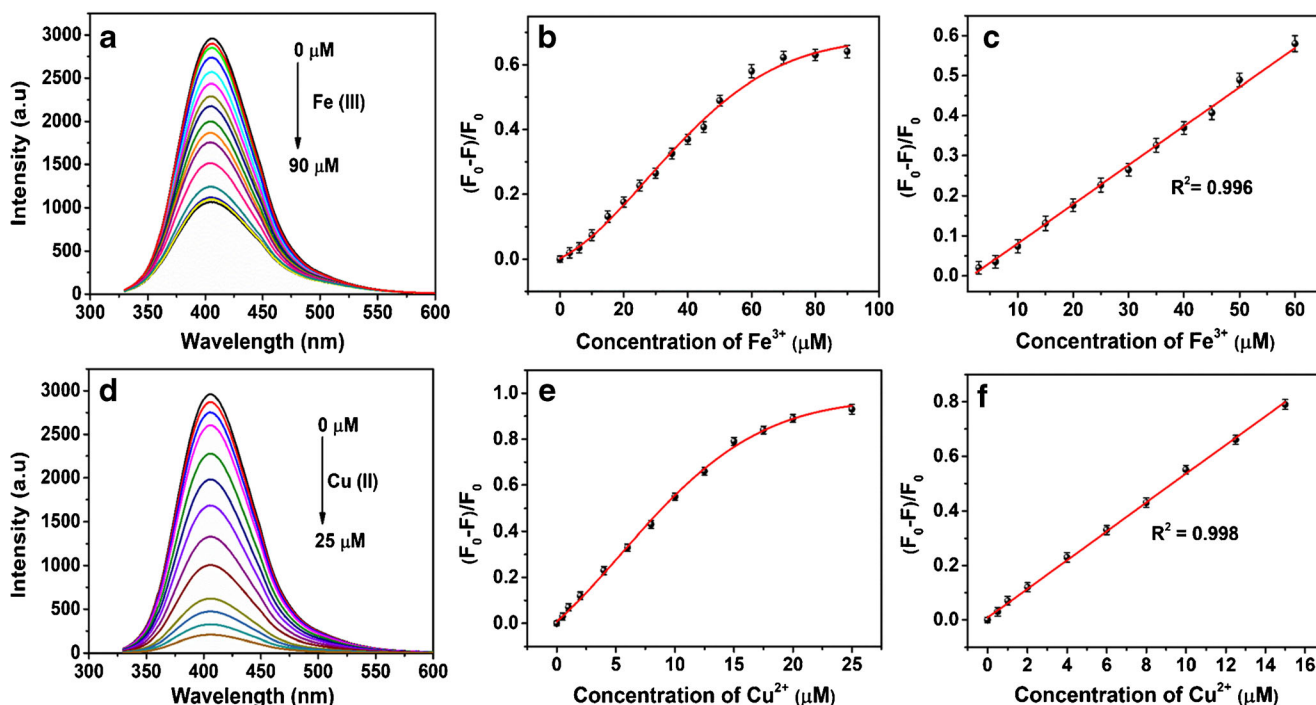 a
0 μM
Fe (III)
90 μM
Intensity (a.u)
3000
2500
2000
1500
1000
500
0
300 350 400 450 500 550 600
Wavelength (nm)
b
(F₀-F)/F₀
0.6
0.4
0.2
0.0
0 20 40 60 80 100
Concentration of Fe³⁺ (μM)
c
R²= 0.996
(F₀-F)/F₀
0.6
0.5
0.4
0.3
0.2
0.1
0.0
10 20 30 40 50 60
Concentration of Fe³⁺ (μM)
d
0 μM
Cu (II)
25 μM
Intensity (a.u)
3000
2500
2000
1500
1000
500
0
300 350 400 450 500 550 600
Wavelength (nm)
e
(F₀-F)/F₀
1.0
0.8
0.6
0.4
0.2
0.0
0 5 10 15 20 25
Concentration of Cu²⁺ (μM)
f
R² = 0.998
(F₀-F)/F₀
0.8
0.6
0.4
0.2
0.0
0 2 4 6 8 10 12 14 16
Concentration of Cu²⁺ (μM)